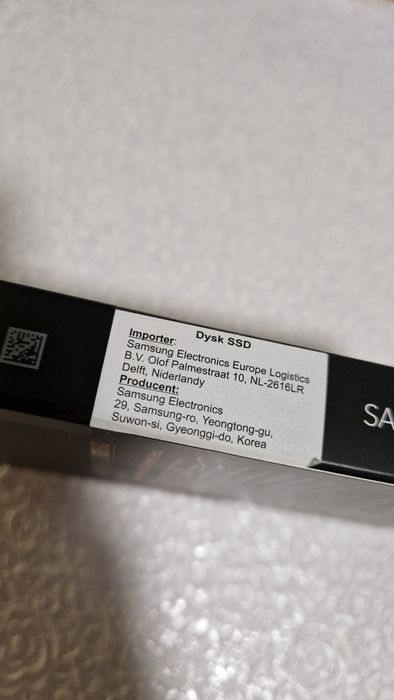 Dysk SSD
Importer:
Samsung Electronics Europe Logistics
B.V. Olof Palmestraat 10, NL-2616LR
Delft, Niderlandy
Producent:
Samsung Electronics
29, Samsung-ro, Yeongtong-gu,
Suwon-si, Gyeonggi-do, Korea
SA